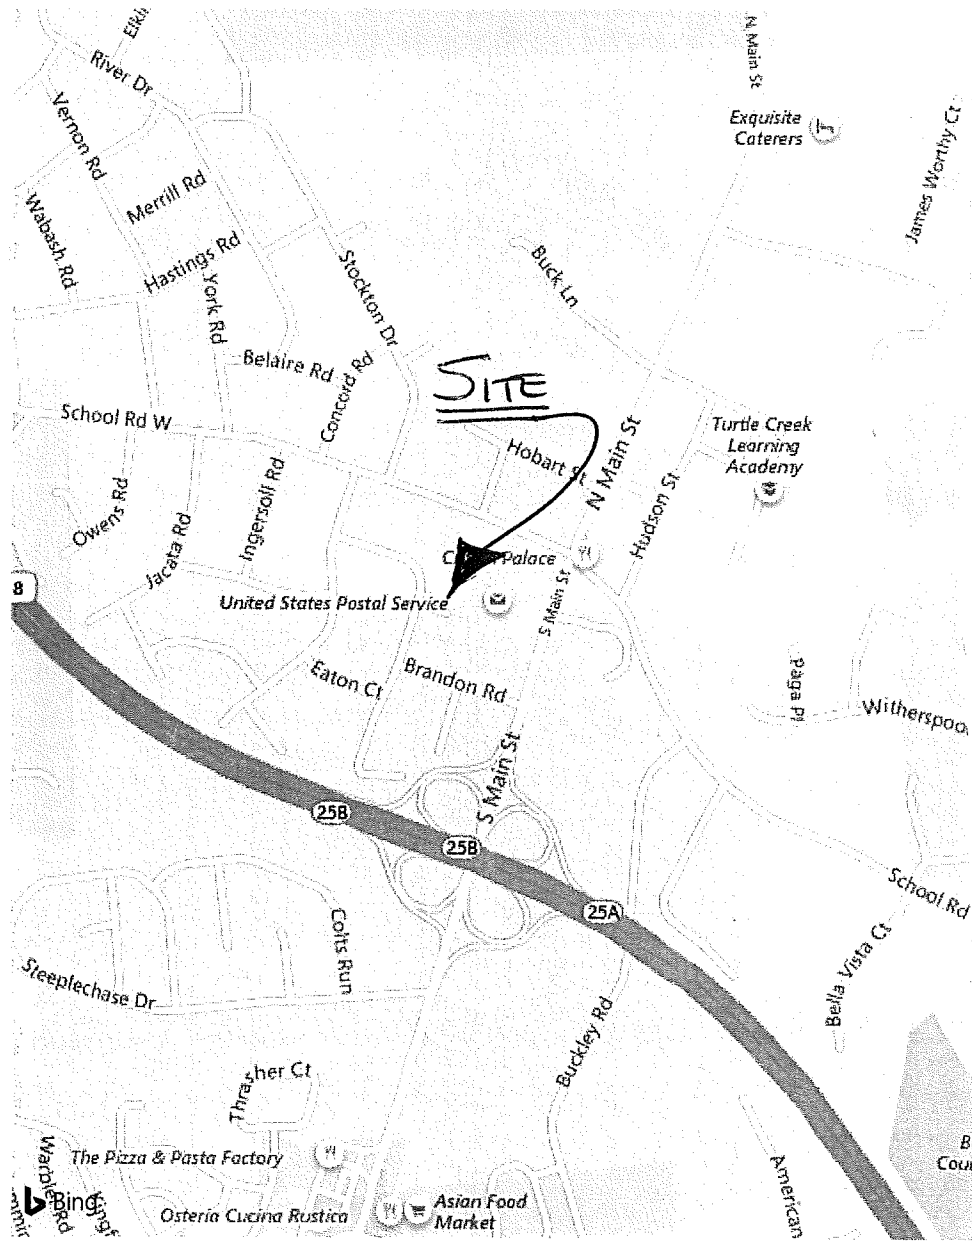 Elki
N Main St
River Dr
Exquisite
Caterers
Vernon Rd
James Worthy Ct
Merrill Rd
Wabash Rd
Hastings Rd
Buck Ln
Stockton Dr
York Rd
Belaire Rd
Concord Rd
SITE
School Rd W
Turtle Creek
Learning
Academy
Hobart St
N Main St
Hudson St
Ingersoll Rd
Owens Rd
Jacata Rd
Palace
8
United States Postal Service
S Main St
Eaton Ct
Brandon Rd
Paga Pl
Witherspoo
S Main St
25B
25B
25A
School Rd
Colts Run
Bella Vista Ct
Steeplechase Dr
Buckley Rd
Thrasher Ct
The Pizza & Pasta Factory
Warbler Rd
American
B
Cour
Bing
Osteria Cucina Rustica
Asian Food
Market